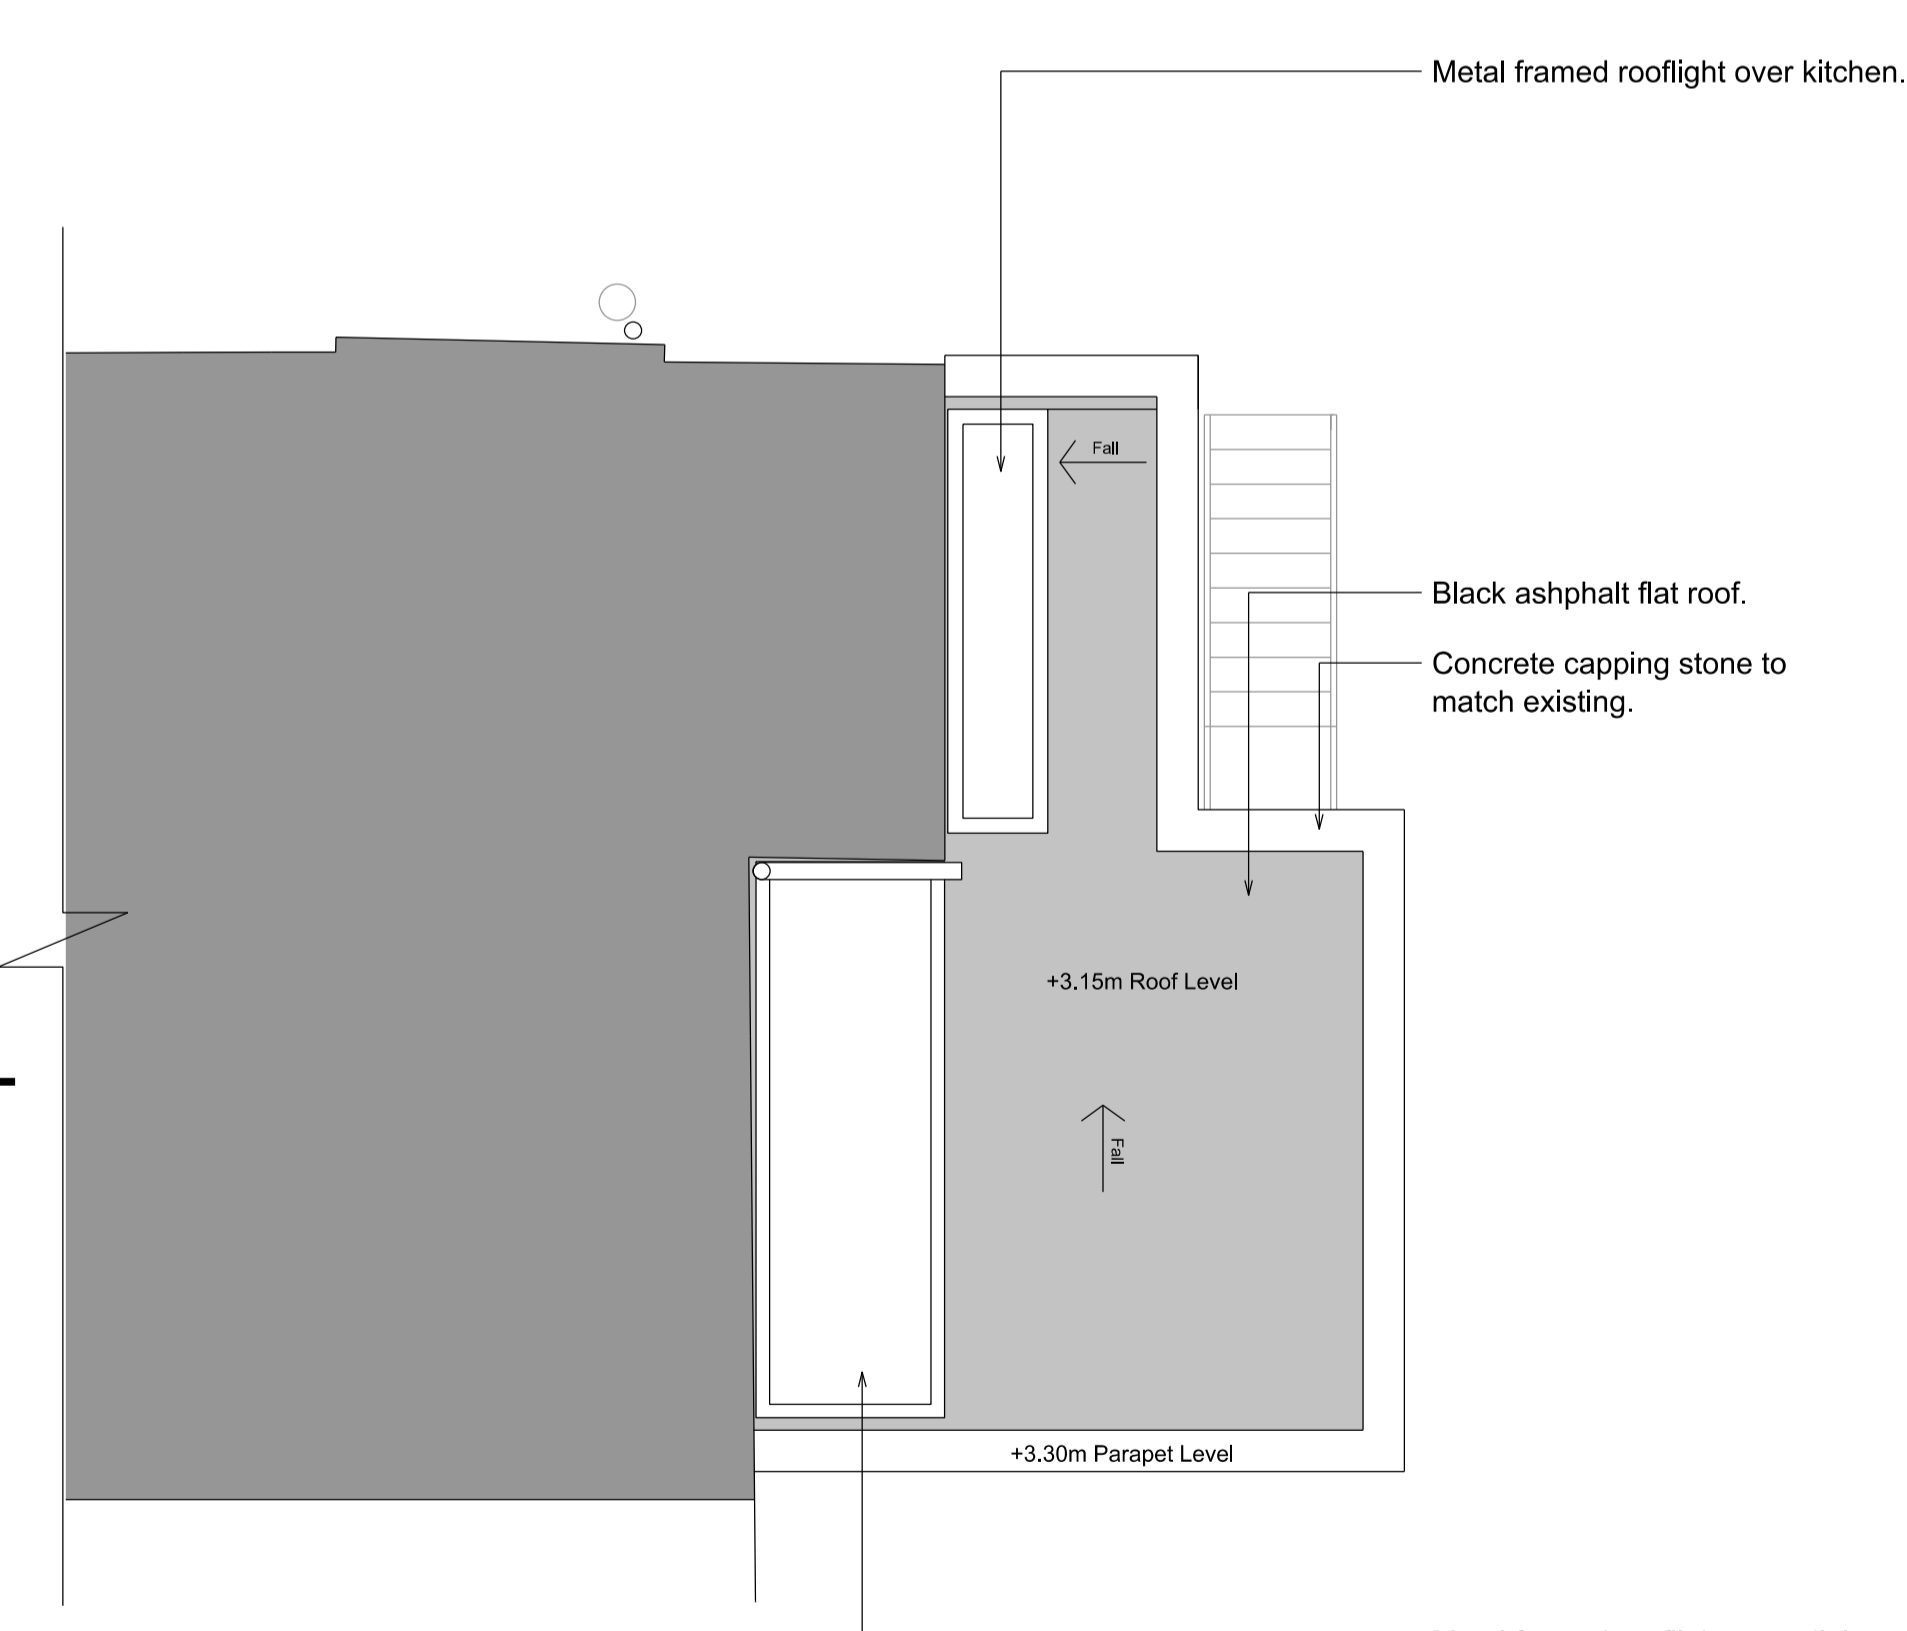 Metal framed rooflight over kitchen.
Fall
Black ashphalt flat roof.
Concrete capping stone to
match existing.
+3.15m Roof Level
Fall
+3.30m Parapet Level